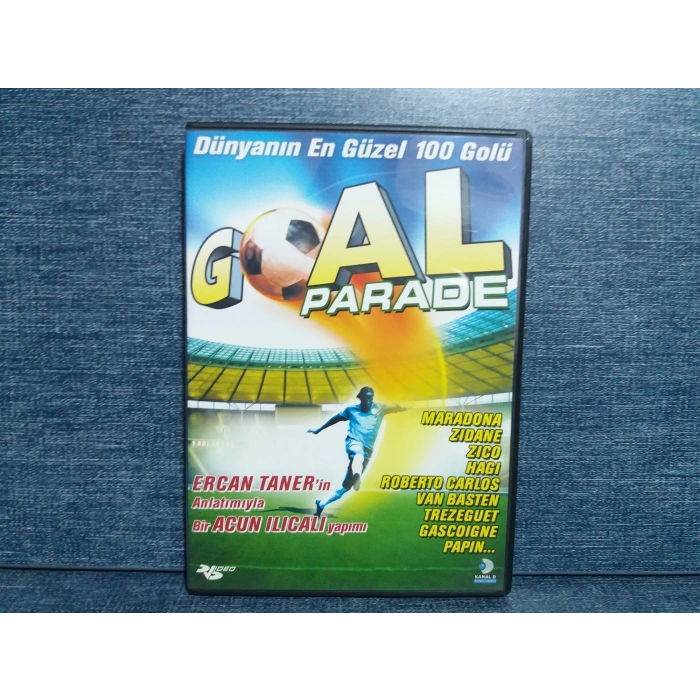 Dünyanın En Güzel 100 Golü
GOAL
PARADE
MARADONA
ZIDANE
ZICO
HAGI
ROBERTO CARLOS
VAN BASTEN
TREZEGUET
GASCOIGNE
PAPIN...
ERCAN TANER'in
Anlatımıyla
Bir ACUN ILICALI yapımı
VIDEO
KANAL D